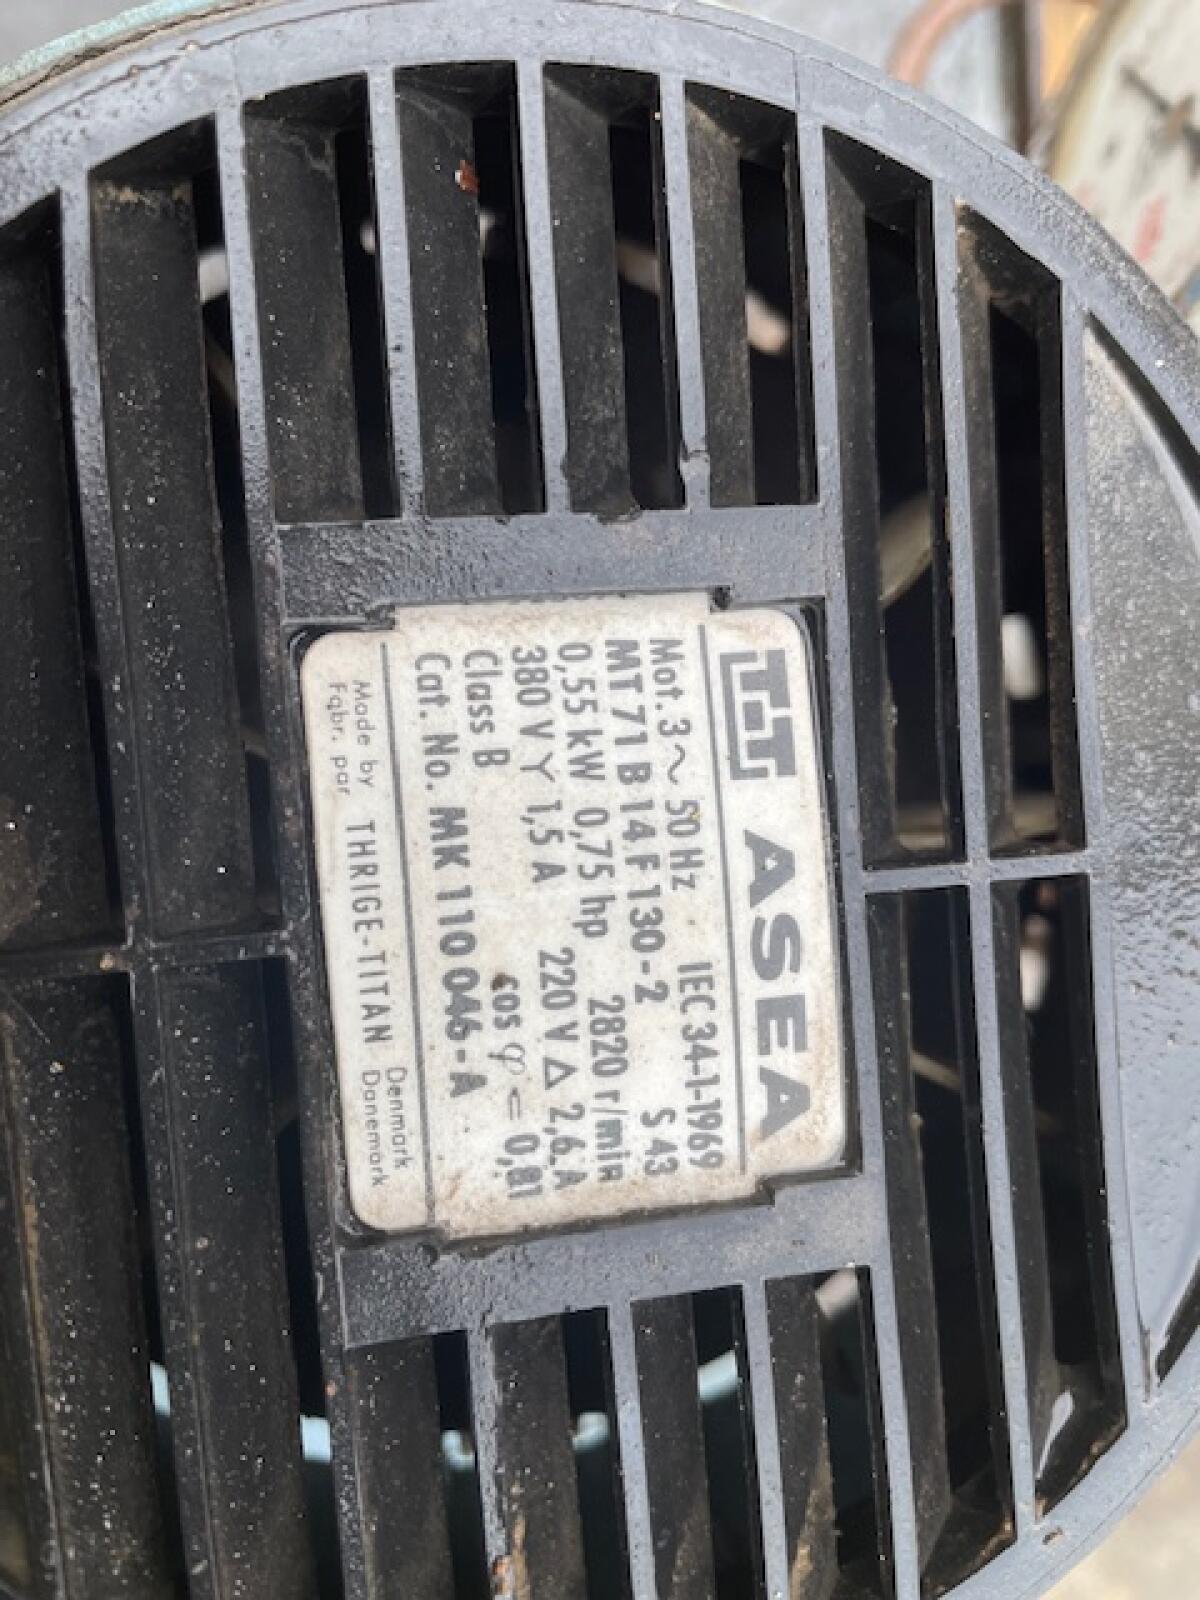 ASEA
Mot. 3~ 50 Hz IEC 34-1-1969
MT 71 B 14 F 130-2 S 43
0,55 kW 0,75 hp 2820 r/min
380 V Y 1,5 A 220 V △ 2,6 A
Class B cos φ = 0,81
Cat. No. MK 110 046-A
Made by THRIGE-TITAN Denmark
Fabr. par Danemark